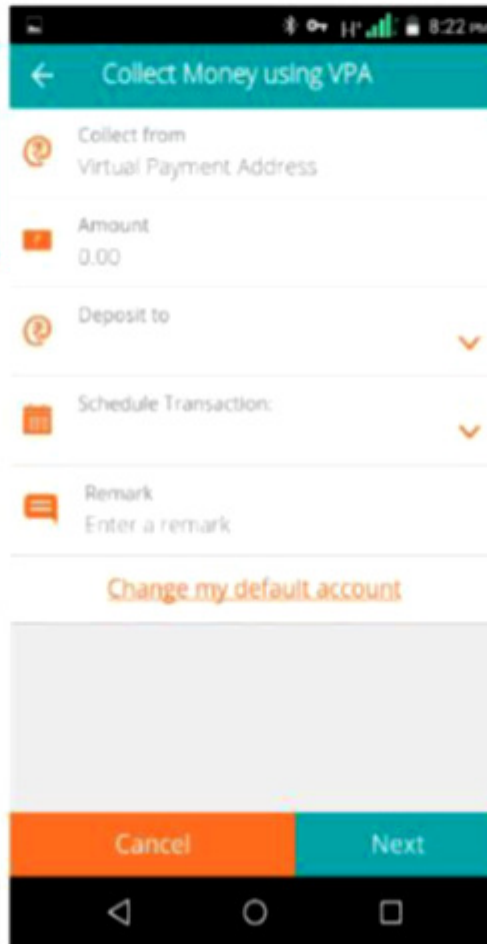 H+ 8:22 PM
Collect Money using VPA
Collect from
Virtual Payment Address
Amount
0.00
Deposit to
Schedule Transaction:
Remark
Enter a remark
Change my default account
Cancel Next